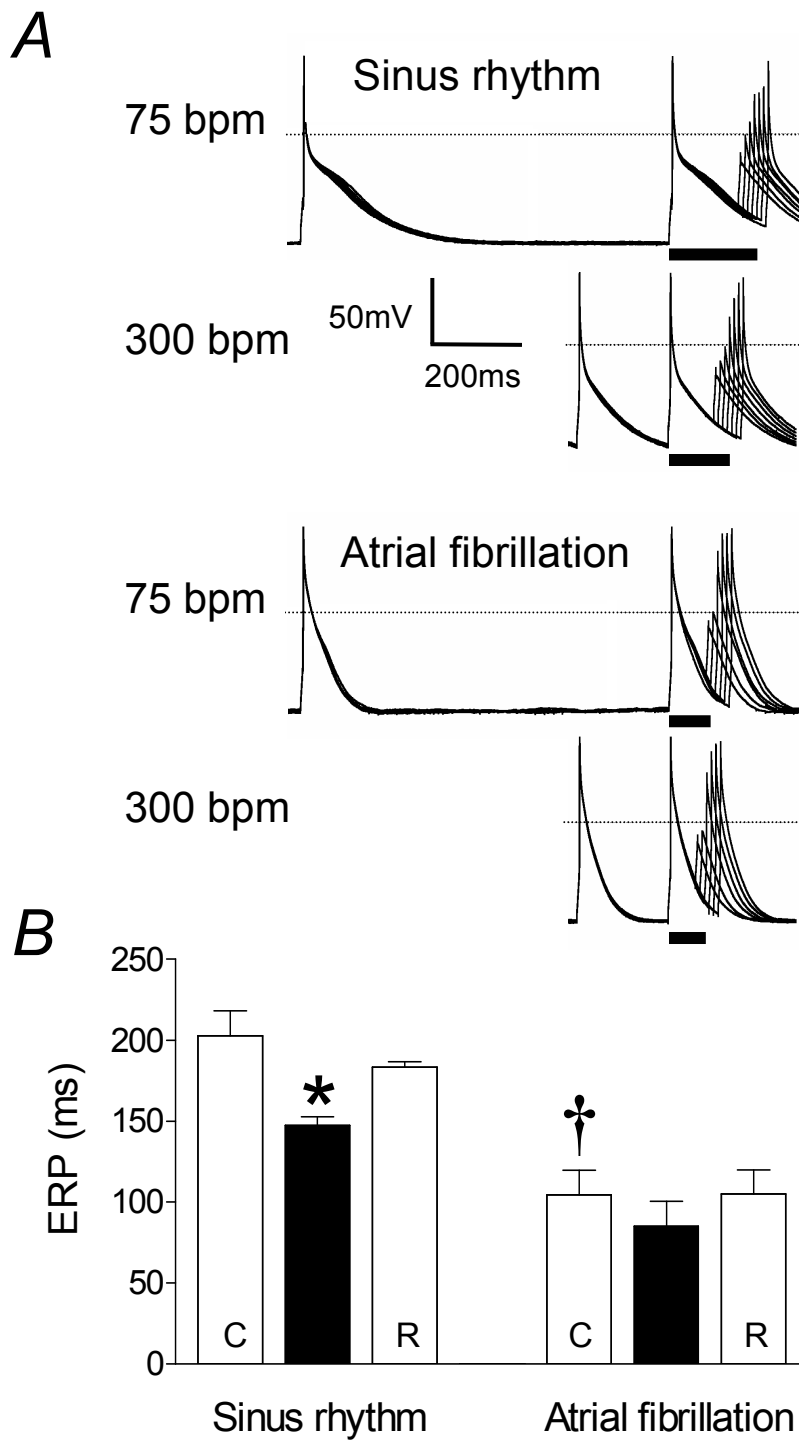 A
Sinus rhythm
75 bpm
300 bpm
50mV
200ms
Atrial fibrillation
75 bpm
300 bpm
B
ERP (ms)
250
200
150
100
50
0
*
†
C
R
C
R
Sinus rhythm
Atrial fibrillation